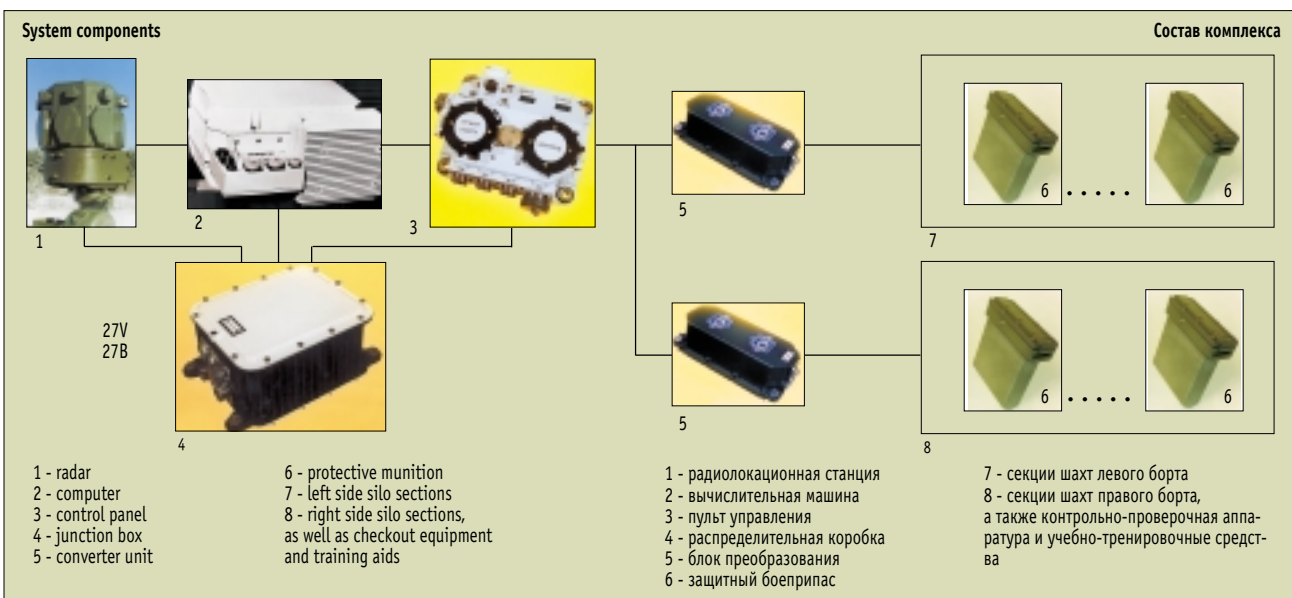 System components
Состав комплекса
1
2
3
5
6
. . . . .
6
7
27V
27В
4
5
6
. . . . .
6
8
1 - radar
2 - computer
3 - control panel
4 - junction box
5 - converter unit
6 - protective munition
7 - left side silo sections
8 - right side silo sections,
as well as checkout equipment
and training aids
1 - радиолокационная станция
2 - вычислительная машина
3 - пульт управления
4 - распределительная коробка
5 - блок преобразования
6 - защитный боеприпас
7 - секции шахт левого борта
8 - секции шахт правого борта,
а также контрольно-проверочная аппа-
ратура и учебно-тренировочные средст-
ва